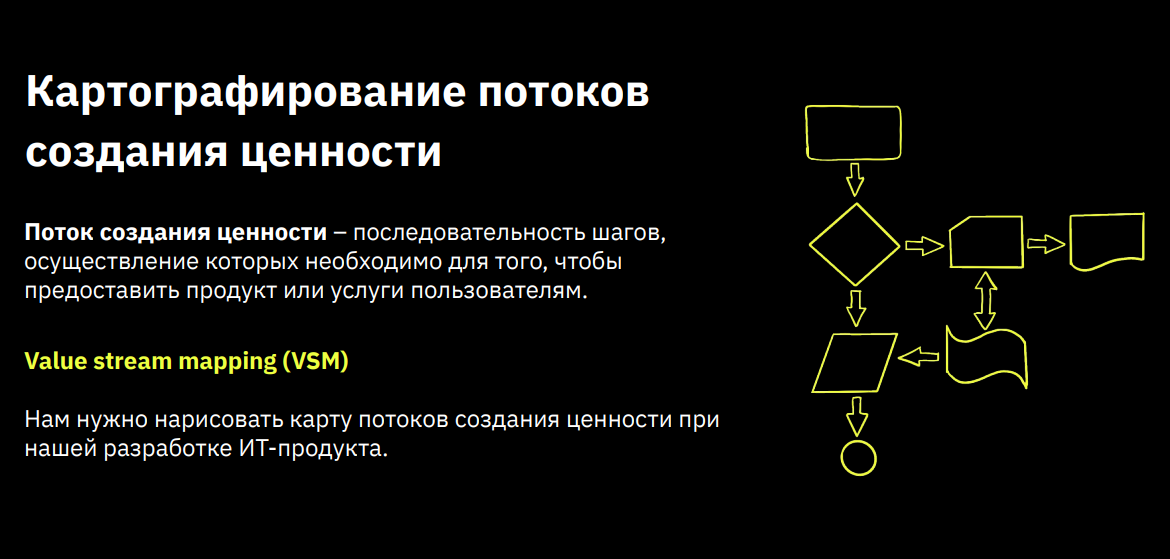 Картографирование потоков
создания ценности
Поток создания ценности – последовательность шагов,
осуществление которых необходимо для того, чтобы
предоставить продукт или услуги пользователям.
Value stream mapping (VSM)
Нам нужно нарисовать карту потоков создания ценности при
нашей разработке ИТ-продукта.